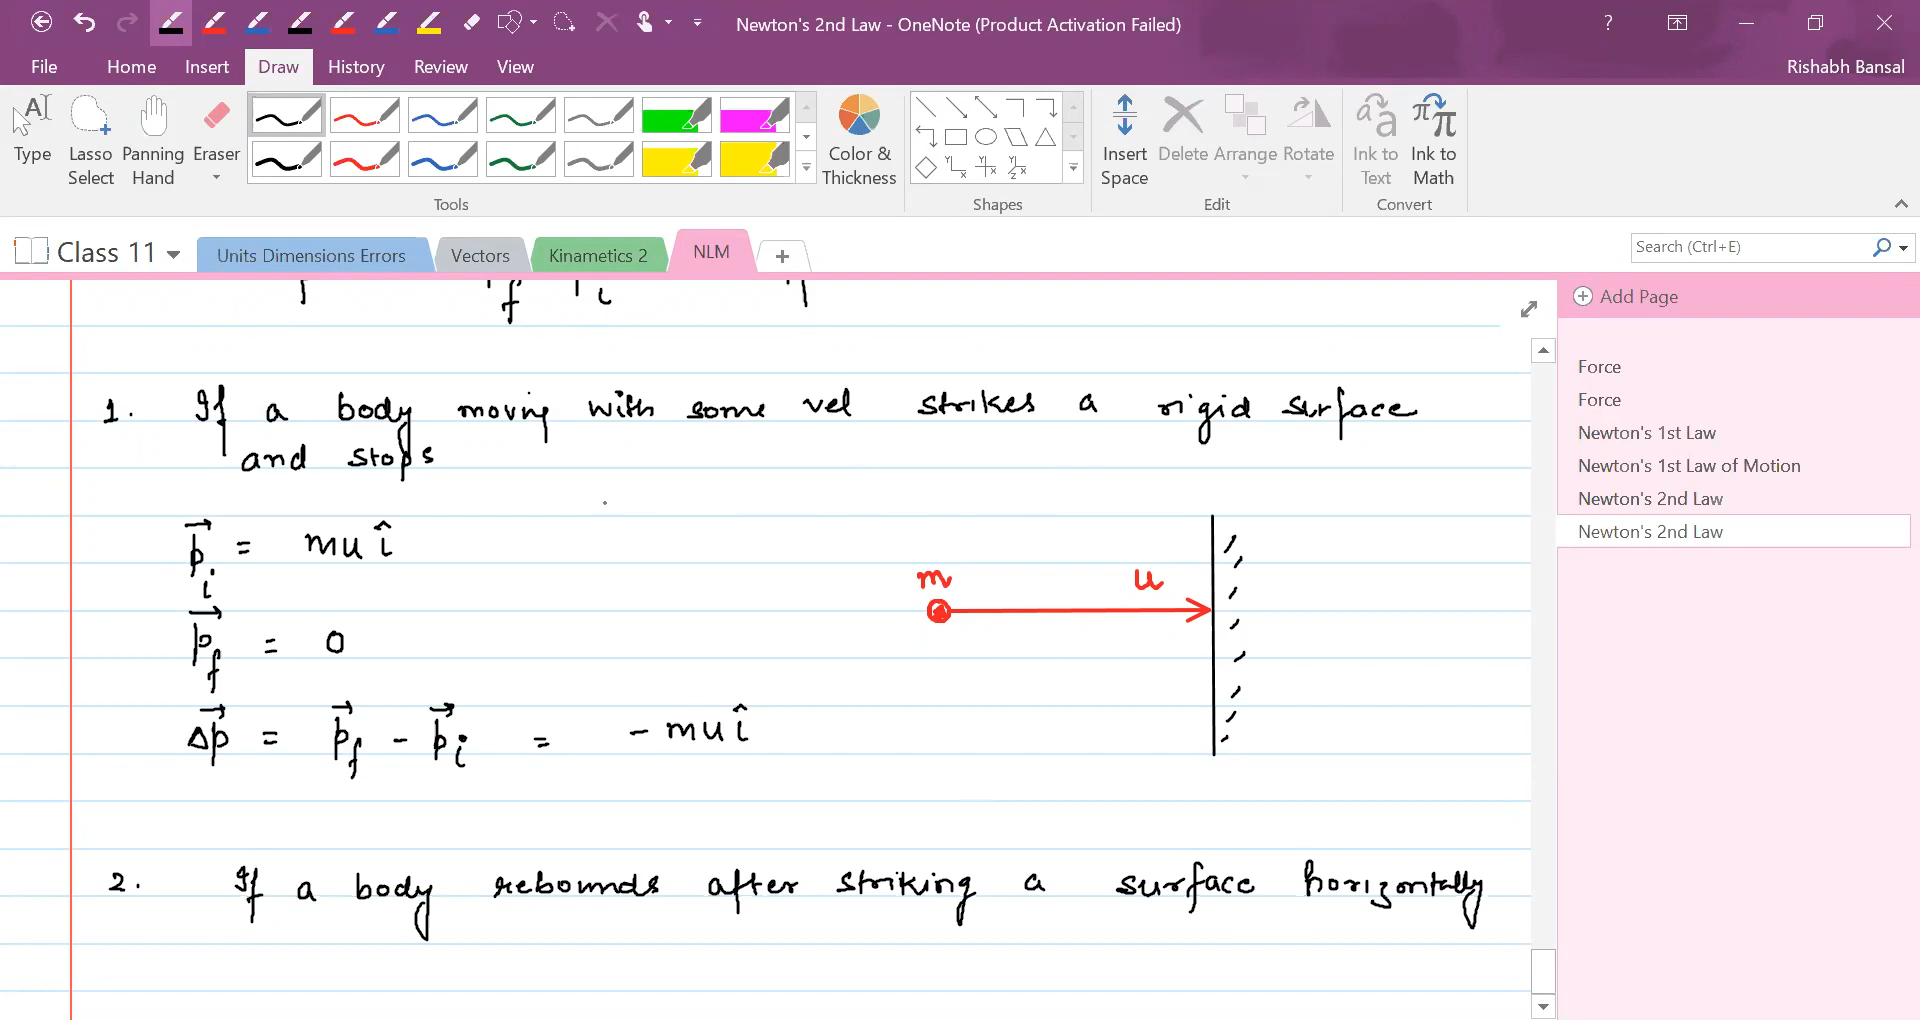 Newton's 2nd Law - OneNote (Product Activation Failed)
?
File Home Insert Draw History Review View
Rishabh Bansal
Type
Lasso Select
Panning Hand
Eraser
Color & Thickness
Insert Space
Delete
Arrange
Rotate
Ink to Text
Ink to Math
Tools
Shapes
Edit
Convert
Class 11
Units Dimensions Errors
Vectors
Kinametics 2
NLM
+
Search (Ctrl+E)
Add Page
Force
Force
Newton's 1st Law
Newton's 1st Law of Motion
Newton's 2nd Law
Newton's 2nd Law
1. If a body moving with some vel strikes a rigid surface
and stops
p⃗i = mu î
m u
p⃗f = 0
Δp⃗ = p⃗f - p⃗i = - mu î
2. If a body rebounds after striking a surface horizontally